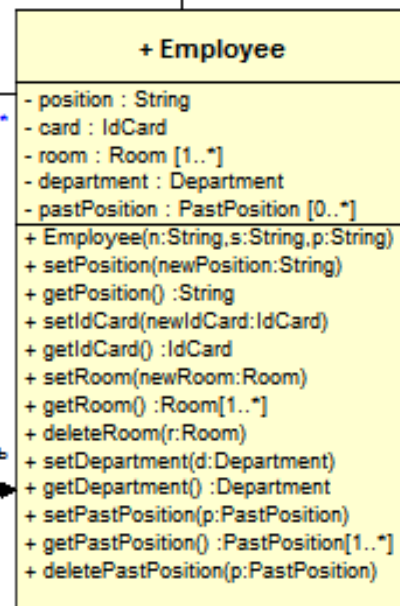 + Employee
- position : String
- card : IdCard
- room : Room [1..*]
- department : Department
- pastPosition : PastPosition [0..*]
+ Employee(n:String,s:String,p:String)
+ setPosition(newPosition:String)
+ getPosition() :String
+ setIdCard(newIdCard:IdCard)
+ getIdCard() :IdCard
+ setRoom(newRoom:Room)
+ getRoom() :Room[1..*]
+ deleteRoom(r:Room)
+ setDepartment(d:Department)
+ getDepartment() :Department
+ setPastPosition(p:PastPosition)
+ getPastPosition() :PastPosition[1..*]
+ deletePastPosition(p:PastPosition)
*